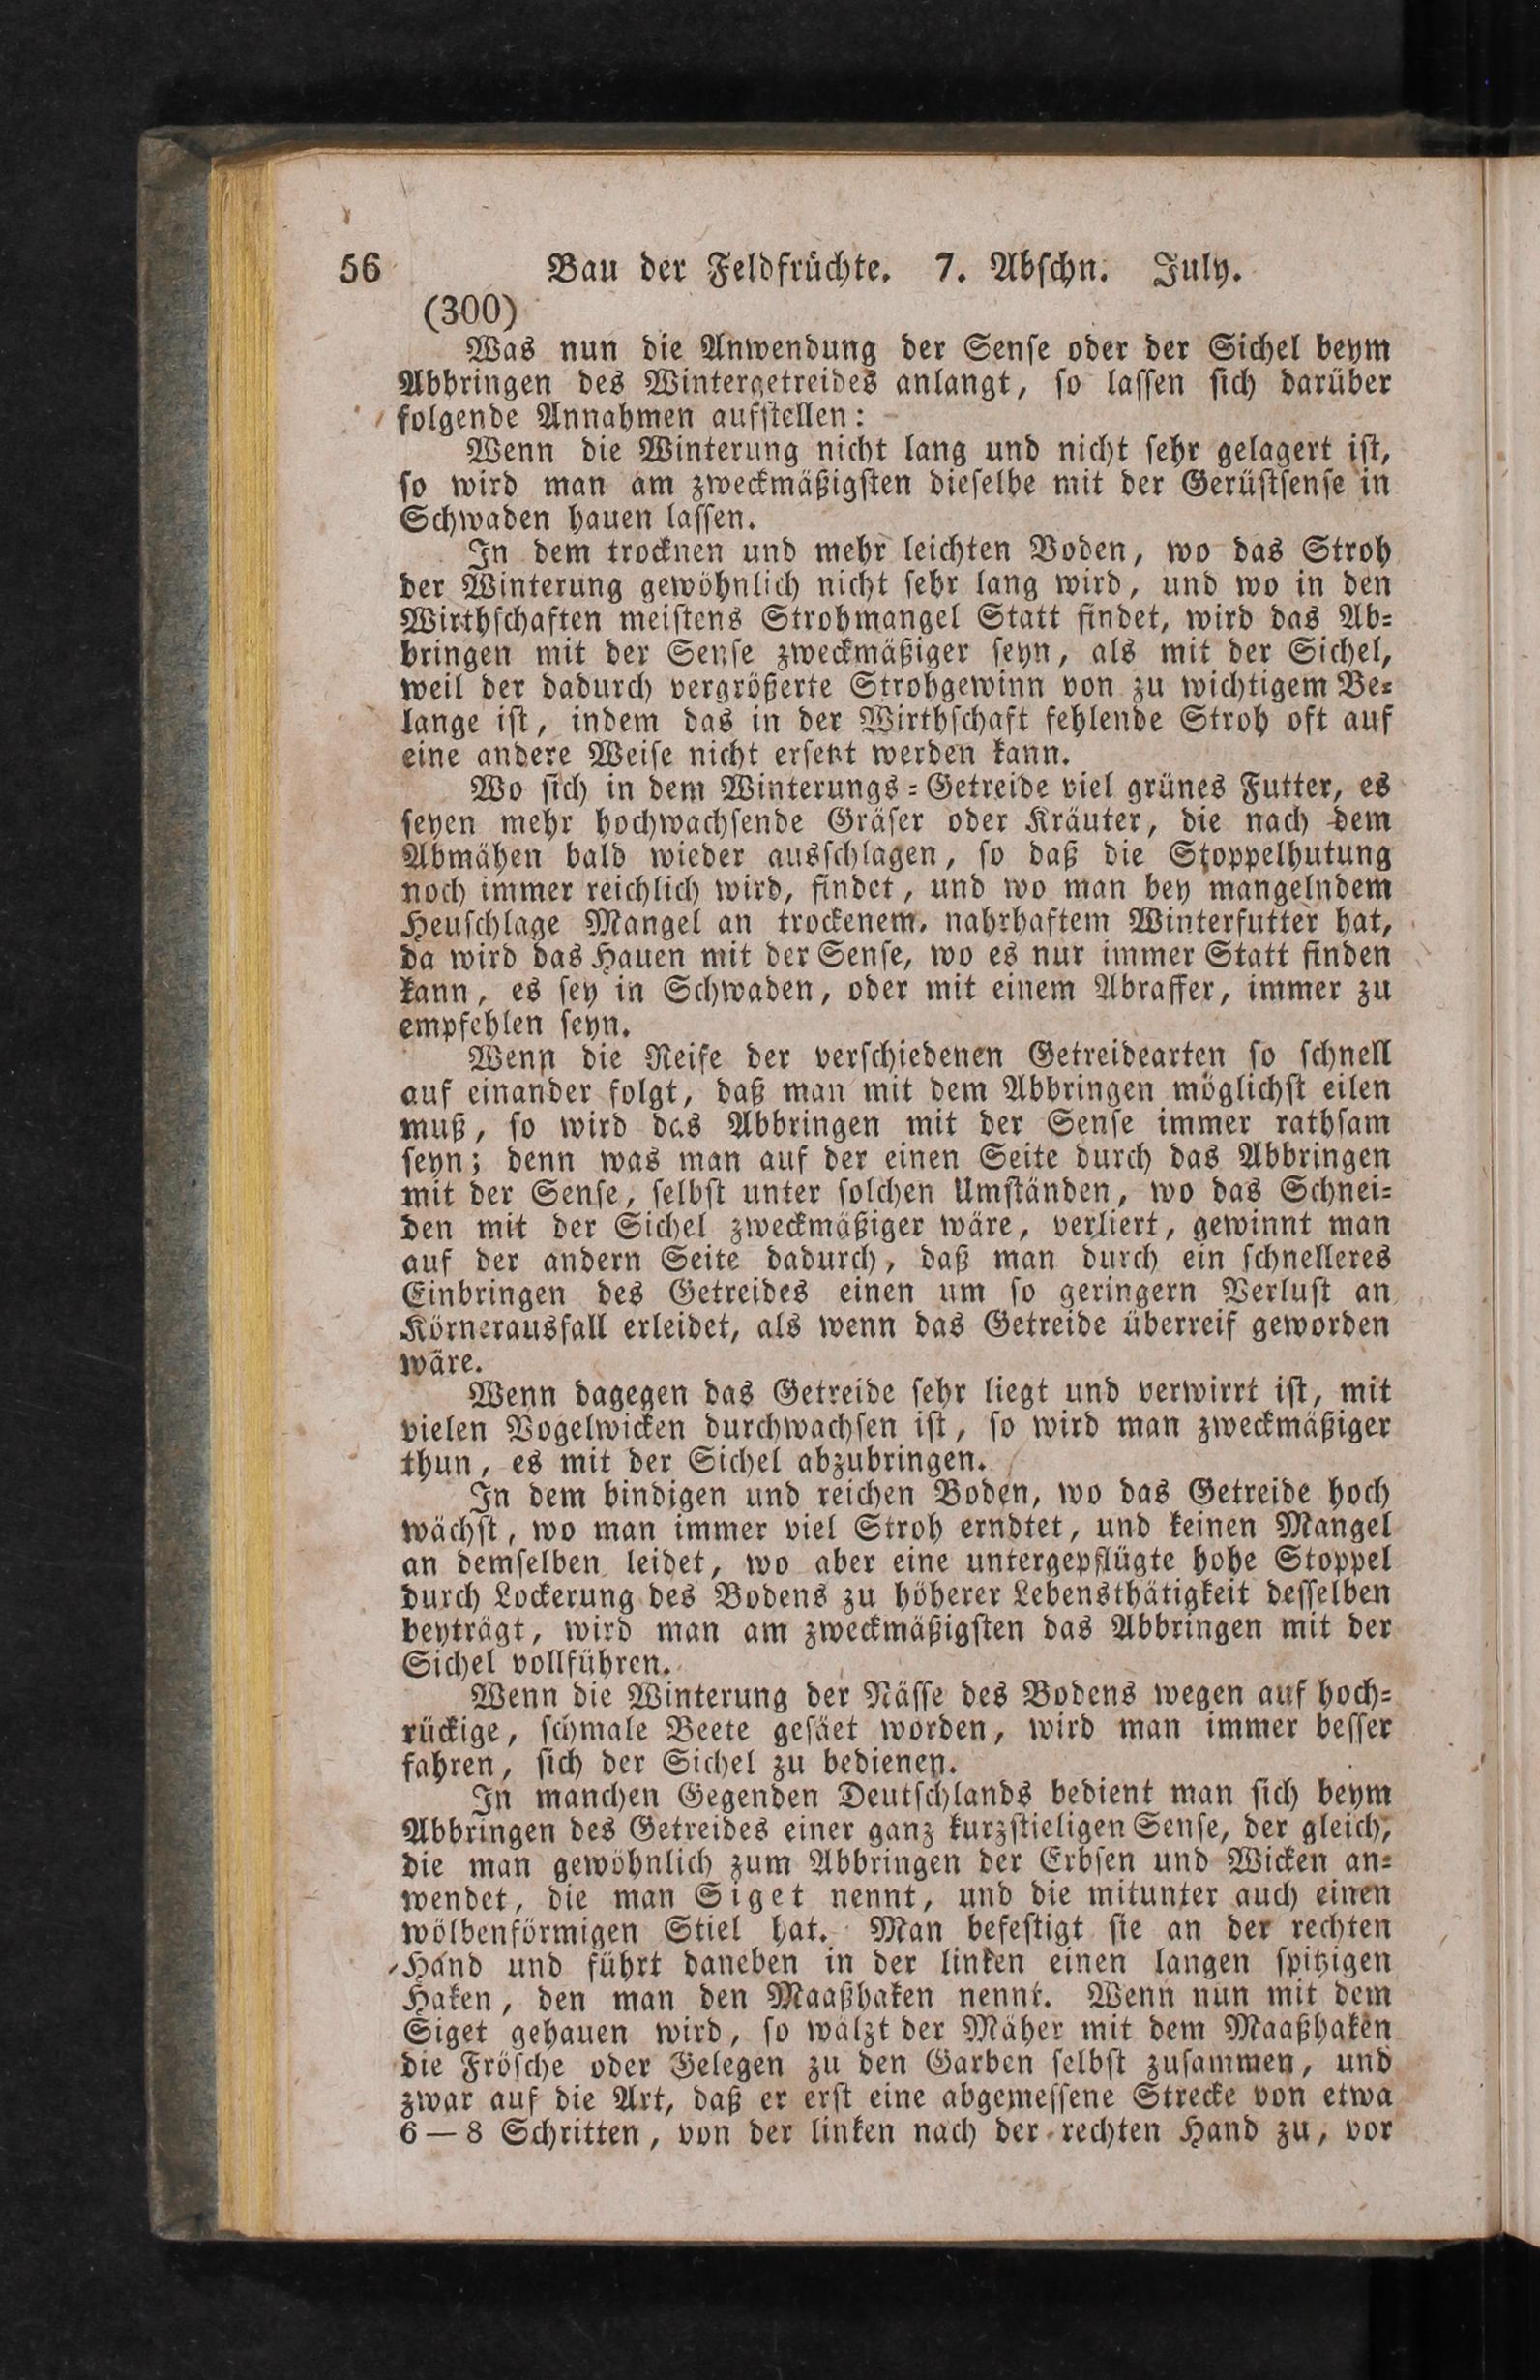 56 Bau der Feldfrüchte. 7. Abschn. July.
(300)
Was nun die Anwendung der Sense oder der Sichel beym
Abbringen des Wintergetreides anlangt, so lassen sich darüber
folgende Annahmen aufstellen:
Wenn die Winterung nicht lang und nicht sehr gelagert ist,
so wird man am zweckmäßigsten dieselbe mit der Gerüstsense in
Schwaden hauen lassen.
In dem trocknen und mehr leichten Boden, wo das Stroh
der Winterung gewöhnlich nicht sehr lang wird, und wo in den
Wirthschaften meistens Strohmangel Statt findet, wird das Ab-
bringen mit der Sense zweckmäßiger seyn, als mit der Sichel,
weil der dadurch vergrößerte Strohgewinn von zu wichtigem Be-
lange ist, indem das in der Wirthschaft fehlende Stroh oft auf
eine andere Weise nicht ersetzt werden kann.
Wo sich in dem Winterungs-Getreide viel grünes Futter, es
seyen mehr hochwachsende Gräser oder Kräuter, die nach dem
Abmähen bald wieder ausschlagen, so daß die Stoppelhutung
noch immer reichlich wird, findet, und wo man bey mangelndem
Heuschlage Mangel an trockenem, nahrhaftem Winterfutter hat,
da wird das Hauen mit der Sense, wo es nur immer Statt finden
kann, es sey in Schwaden, oder mit einem Abraffer, immer zu
empfehlen seyn.
Wenn die Reife der verschiedenen Getreidearten so schnell
auf einander folgt, daß man mit dem Abbringen möglichst eilen
muß, so wird das Abbringen mit der Sense immer rathsam
seyn; denn was man auf der einen Seite durch das Abbringen
mit der Sense, selbst unter solchen Umständen, wo das Schnei-
den mit der Sichel zweckmäßiger wäre, verliert, gewinnt man
auf der andern Seite dadurch, daß man durch ein schnelleres
Einbringen des Getreides einen um so geringern Verlust an
Körnerausfall erleidet, als wenn das Getreide überreif geworden
wäre.
Wenn dagegen das Getreide sehr liegt und verwirrt ist, mit
vielen Vogelwicken durchwachsen ist, so wird man zweckmäßiger
thun, es mit der Sichel abzubringen.
In dem bindigen und reichen Boden, wo das Getreide hoch
wächst, wo man immer viel Stroh erndtet, und keinen Mangel
an demselben leidet, wo aber eine untergepflügte hohe Stoppel
durch Lockerung des Bodens zu höherer Lebensthätigkeit desselben
beyträgt, wird man am zweckmäßigsten das Abbringen mit der
Sichel vollführen.
Wenn die Winterung der Nässe des Bodens wegen auf hoch-
rückige, schmale Beete gesäet worden, wird man immer besser
fahren, sich der Sichel zu bedienen.
In manchen Gegenden Deutschlands bedient man sich beym
Abbringen des Getreides einer ganz kurzstieligen Sense, der gleich,
die man gewöhnlich zum Abbringen der Erbsen und Wicken an-
wendet, die man Siget nennt, und die mitunter auch einen
wölbenförmigen Stiel hat. Man befestigt sie an der rechten
Hand und führt daneben in der linken einen langen spitzigen
Haken, den man den Maaßhaken nennt. Wenn nun mit dem
Siget gehauen wird, so wälzt der Mäher mit dem Maaßhaken
die Frösche oder Gelegen zu den Garben selbst zusammen, und
zwar auf die Art, daß er erst eine abgemessene Strecke von etwa
6 — 8 Schritten, von der linken nach der rechten Hand zu, vor